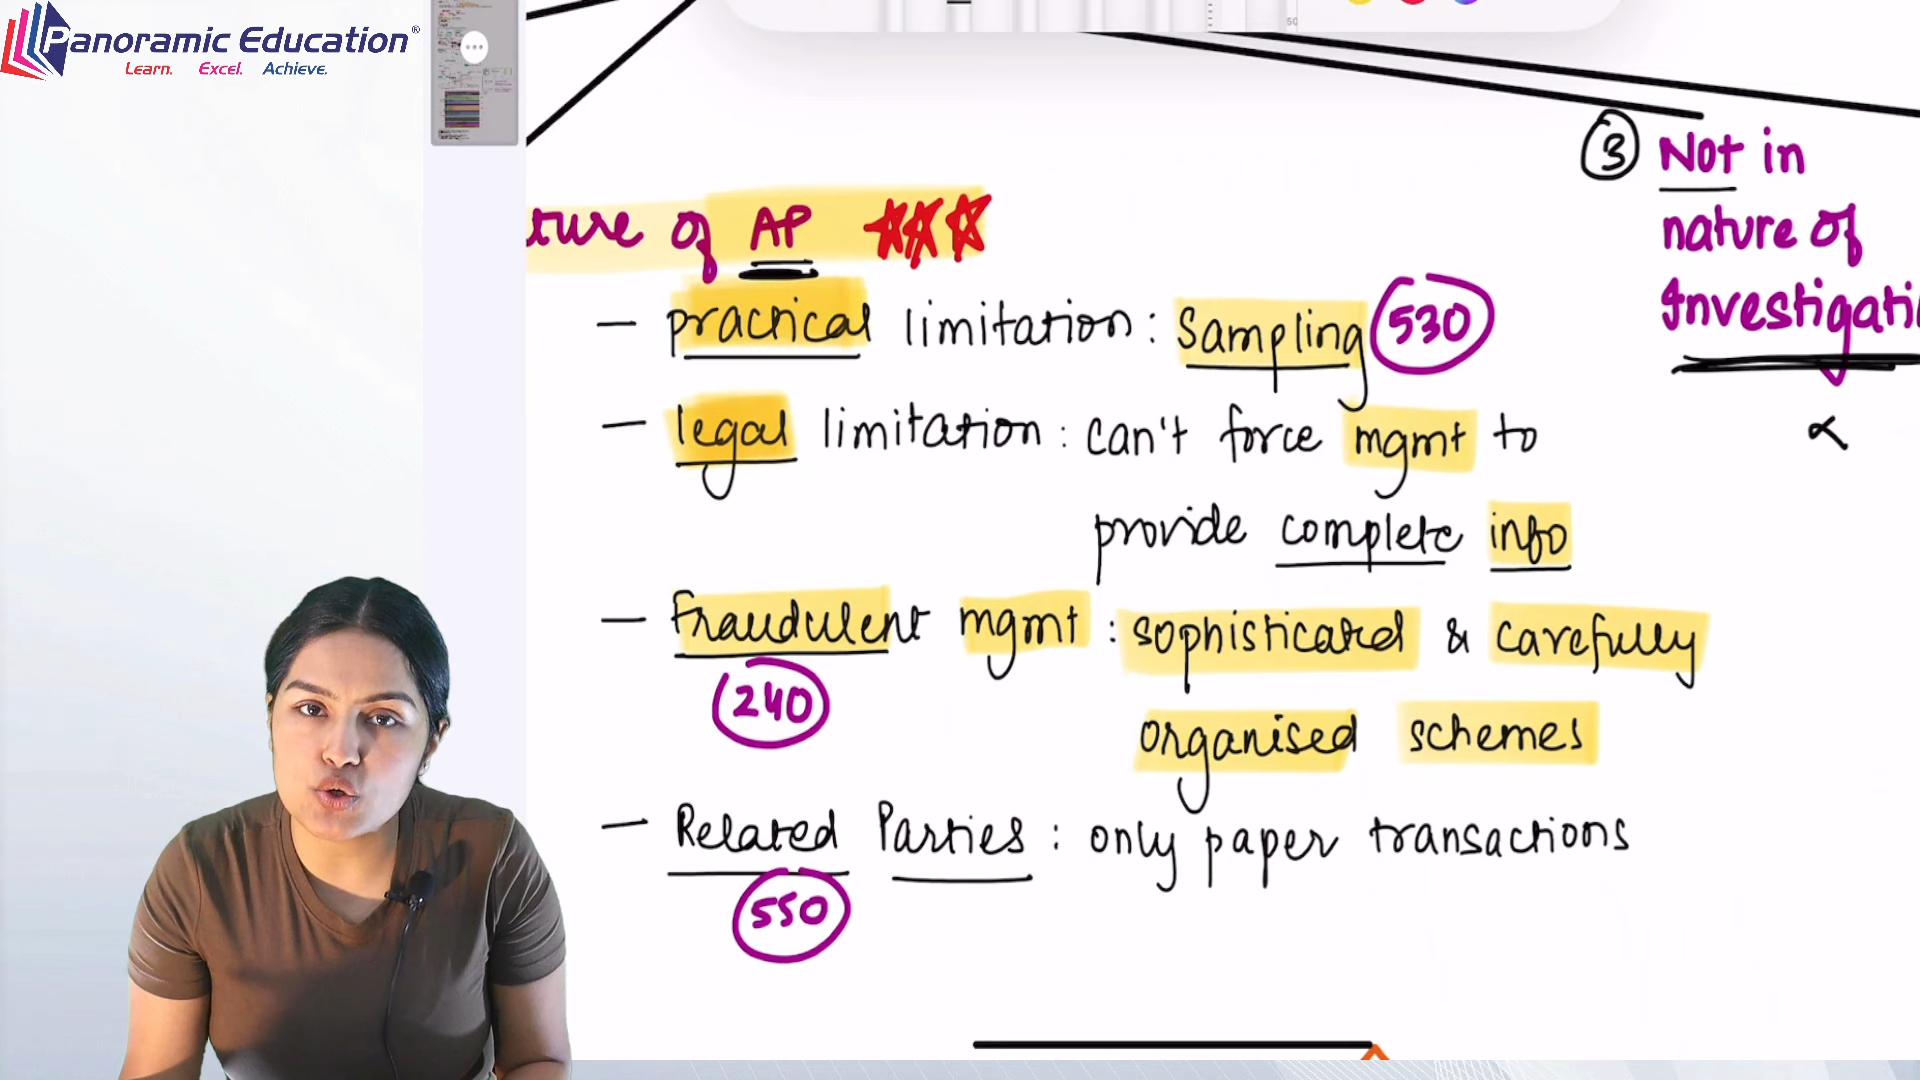 Panoramic Education®
Learn. Excel. Achieve.
50
ture of AP
- practical limitation: Sampling 530
- legal limitation: can't force mgmt to
provide complete info
- Fraudulent mgmt: sophisticated & carefully
240
organised schemes
- Related Parties: only paper transactions
550
3 Not in
nature of
Investigati